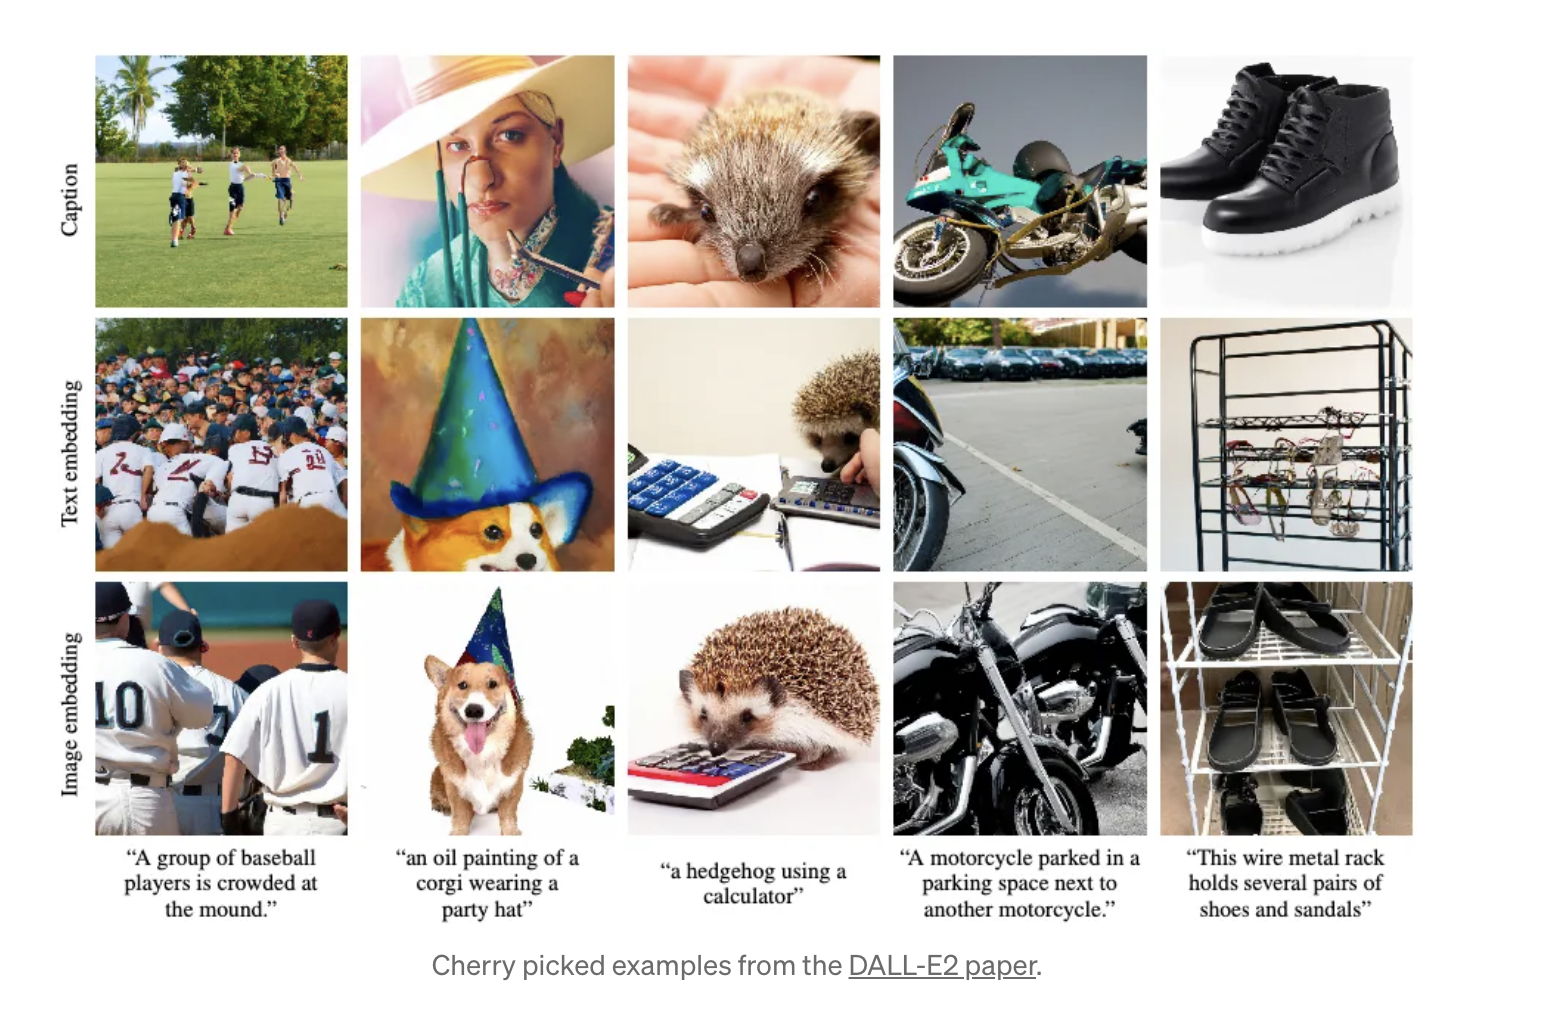 Caption
Text embedding
Image embedding
10
1
“A group of baseball
players is crowded at
the mound.”
“an oil painting of a
corgi wearing a
party hat”
“a hedgehog using a
calculator”
“A motorcycle parked in a
parking space next to
another motorcycle.”
“This wire metal rack
holds several pairs of
shoes and sandals”
Cherry picked examples from the DALL-E2 paper.